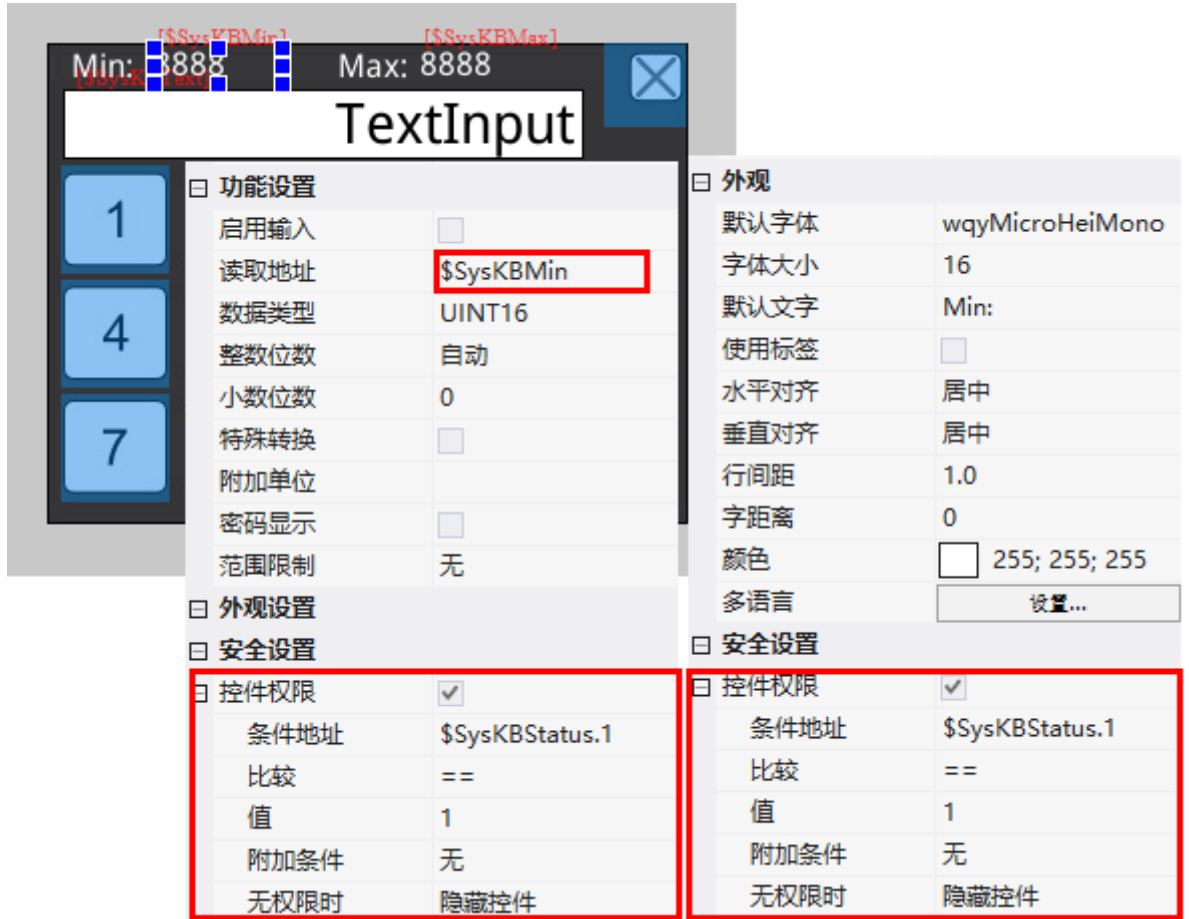 [$SysKBMin] [$SysKBMax]
Min: 8888 Max: 8888
TextInput
1
4
7
功能设置
启用输入
读取地址 $SysKBMin
数据类型 UINT16
整数位数 自动
小数位数 0
特殊转换
附加单位
密码显示
范围限制 无
外观设置
安全设置
控件权限
条件地址 $SysKBStatus.1
比较 ==
值 1
附加条件 无
无权限时 隐藏控件
外观
默认字体 wqyMicroHeiMono
字体大小 16
默认文字 Min:
使用标签
水平对齐 居中
垂直对齐 居中
行间距 1.0
字距离 0
颜色 255; 255; 255
多语言 设置...
安全设置
控件权限
条件地址 $SysKBStatus.1
比较 ==
值 1
附加条件 无
无权限时 隐藏控件